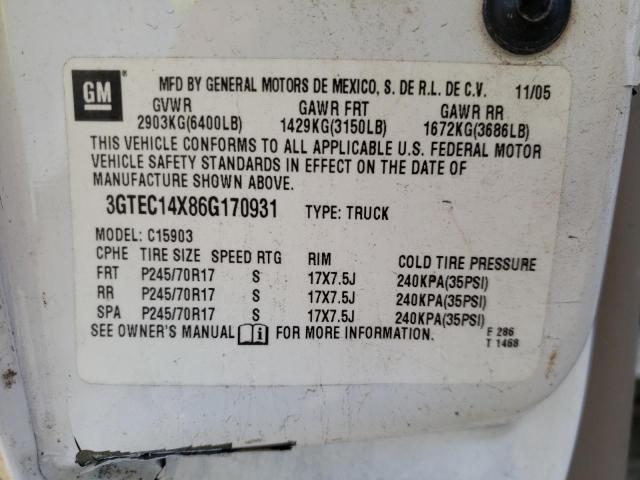 GM
MFD BY GENERAL MOTORS DE MEXICO, S. DE R.L. DE C.V. 11/05
GVWR GAWR FRT GAWR RR
2903KG(6400LB) 1429KG(3150LB) 1672KG(3686LB)
THIS VEHICLE CONFORMS TO ALL APPLICABLE U.S. FEDERAL MOTOR
VEHICLE SAFETY STANDARDS IN EFFECT ON THE DATE OF
MANUFACTURE SHOWN ABOVE.
3GTEC14X86G170931 TYPE: TRUCK
MODEL: C15903
CPHE TIRE SIZE SPEED RTG RIM COLD TIRE PRESSURE
FRT P245/70R17 S 17X7.5J 240KPA(35PSI)
RR P245/70R17 S 17X7.5J 240KPA(35PSI)
SPA P245/70R17 S 17X7.5J 240KPA(35PSI)
SEE OWNER'S MANUAL FOR MORE INFORMATION.
F 286
T 1468